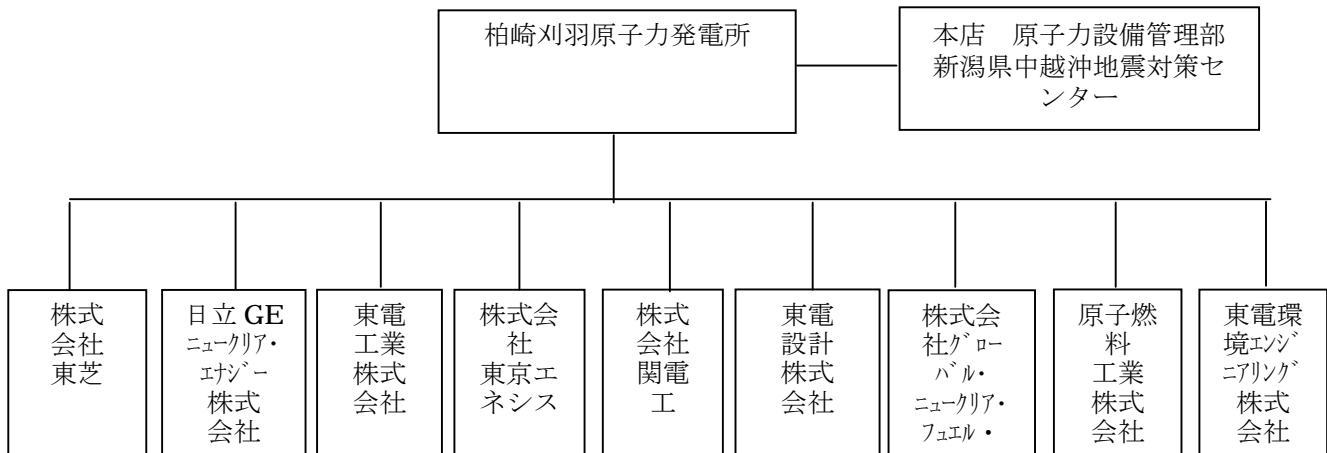 柏崎刈羽原子力発電所
本店　原子力設備管理部
新潟県中越沖地震対策セ
ンター
株式
会社
東芝
日立 GE
ﾆｭｰｸﾘｱ・
ｴﾅｼﾞｰ
株式
会社
東電
工業
株式
会社
株式会
社
東京エ
ネシス
株式
会社
関電
工
東電
設計
株式
会社
株式会
社ｸﾞﾛｰ
ﾊﾞﾙ・
ﾆｭｰｸﾘｱ・
ﾌｭｴﾙ・
原子燃
料
工業
株式
会社
東電環
境ｴﾝｼﾞ
ﾆｱﾘﾝｸﾞ
株式
会社